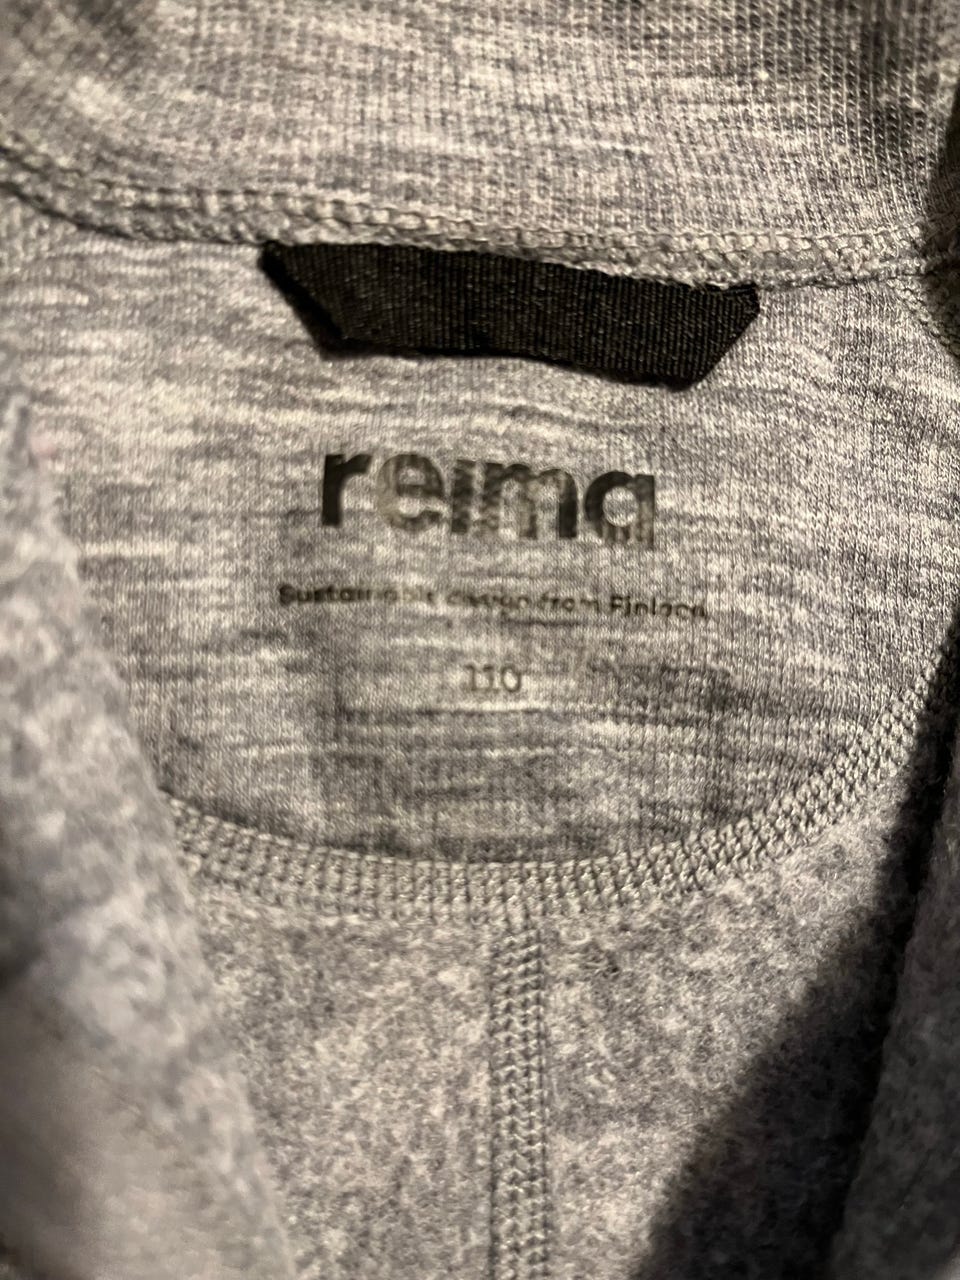 reima
Sustainable design from Finland.
110